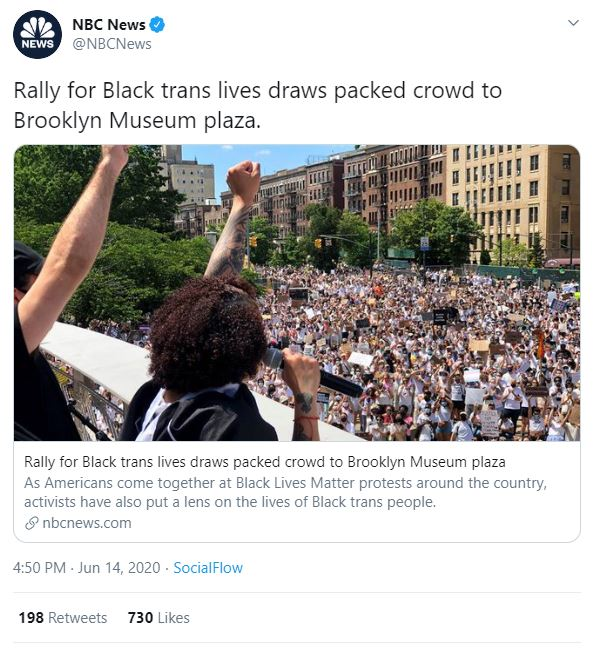 NBC News
NEWS
@NBCNews
Rally for Black trans lives draws packed crowd to
Brooklyn Museum plaza.
Rally for Black trans lives draws packed crowd to Brooklyn Museum plaza
As Americans come together at Black Lives Matter protests around the country,
activists have also put a lens on the lives of Black trans people.
nbcnews.com
4:50 PM · Jun 14, 2020 · SocialFlow
198 Retweets 730 Likes